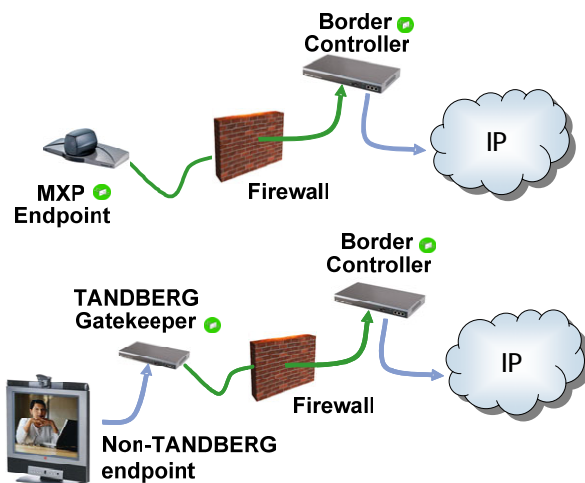 Border
Controller
IP
MXP
Endpoint
Firewall
Border
Controller
TANDBERG
Gatekeeper
IP
Firewall
Non-TANDBERG
endpoint